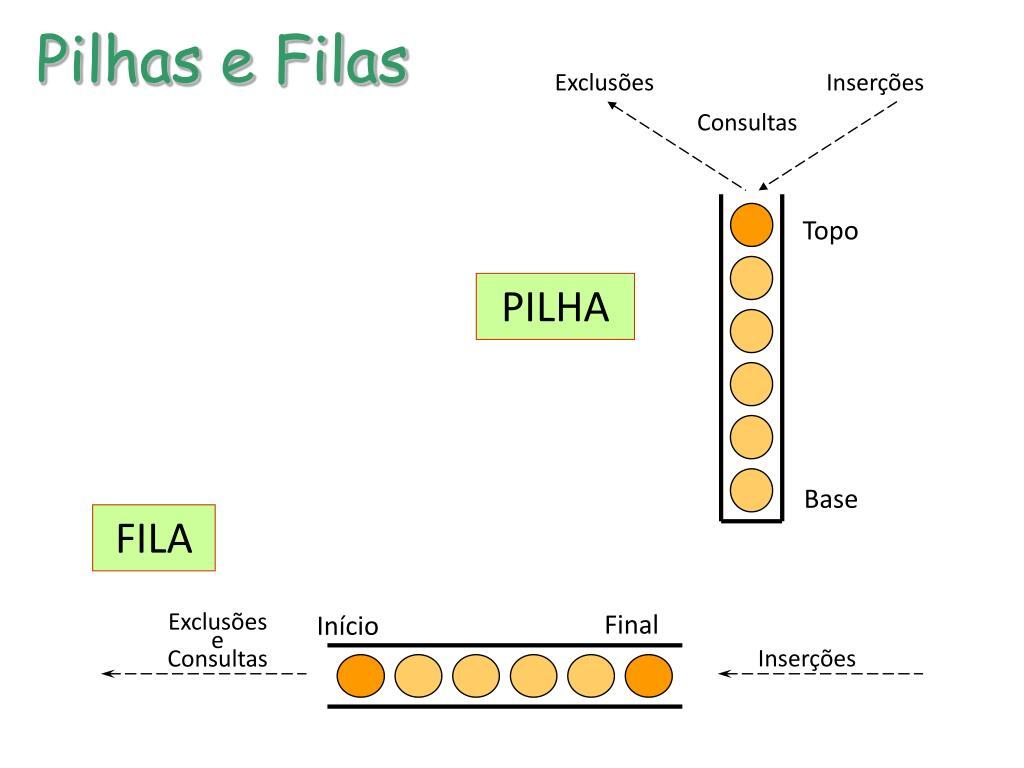 Pilhas e Filas
Exclusões
Inserções
Consultas
Topo
PILHA
Base
FILA
Exclusões
e
Consultas
Início
Final
Inserções